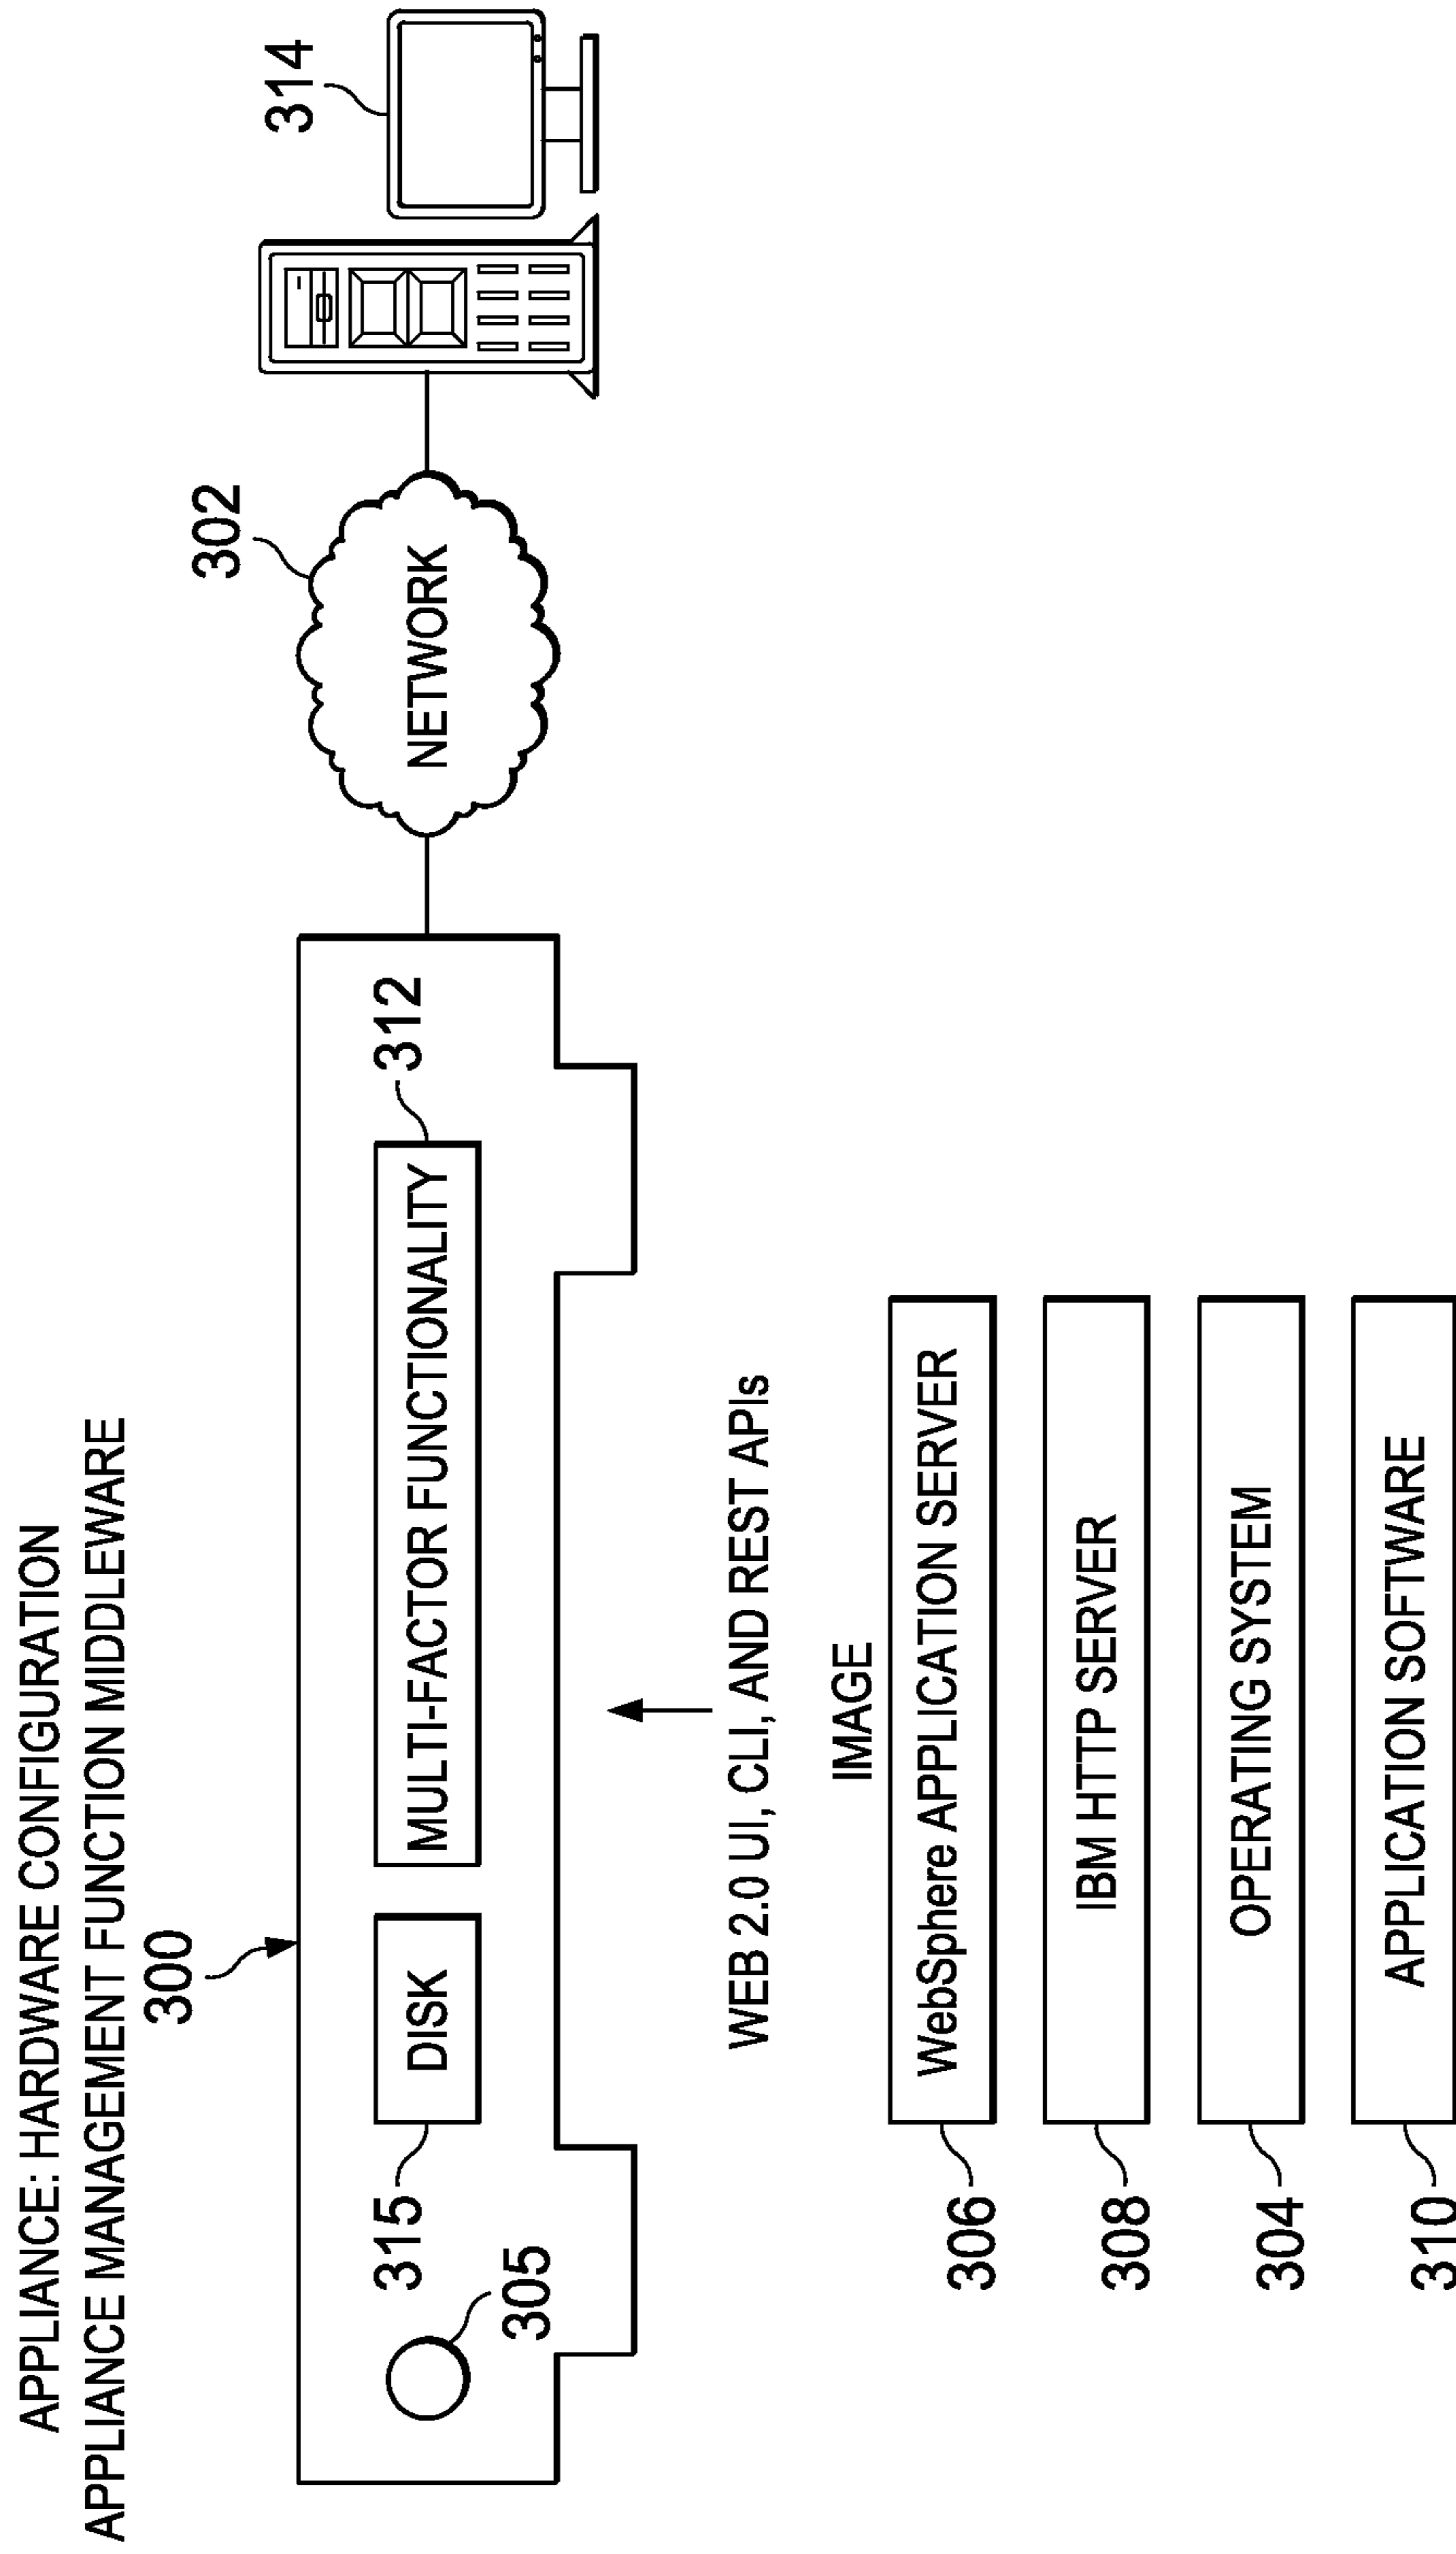 APPLIANCE: HARDWARE CONFIGURATION
APPLIANCE MANAGEMENT FUNCTION MIDDLEWARE
300
302
314
305
315
DISK
MULTI-FACTOR FUNCTIONALITY
312
NETWORK
WEB 2.0 UI, CLI, AND REST APIs
IMAGE
306
WebSphere APPLICATION SERVER
308
IBM HTTP SERVER
304
OPERATING SYSTEM
310
APPLICATION SOFTWARE